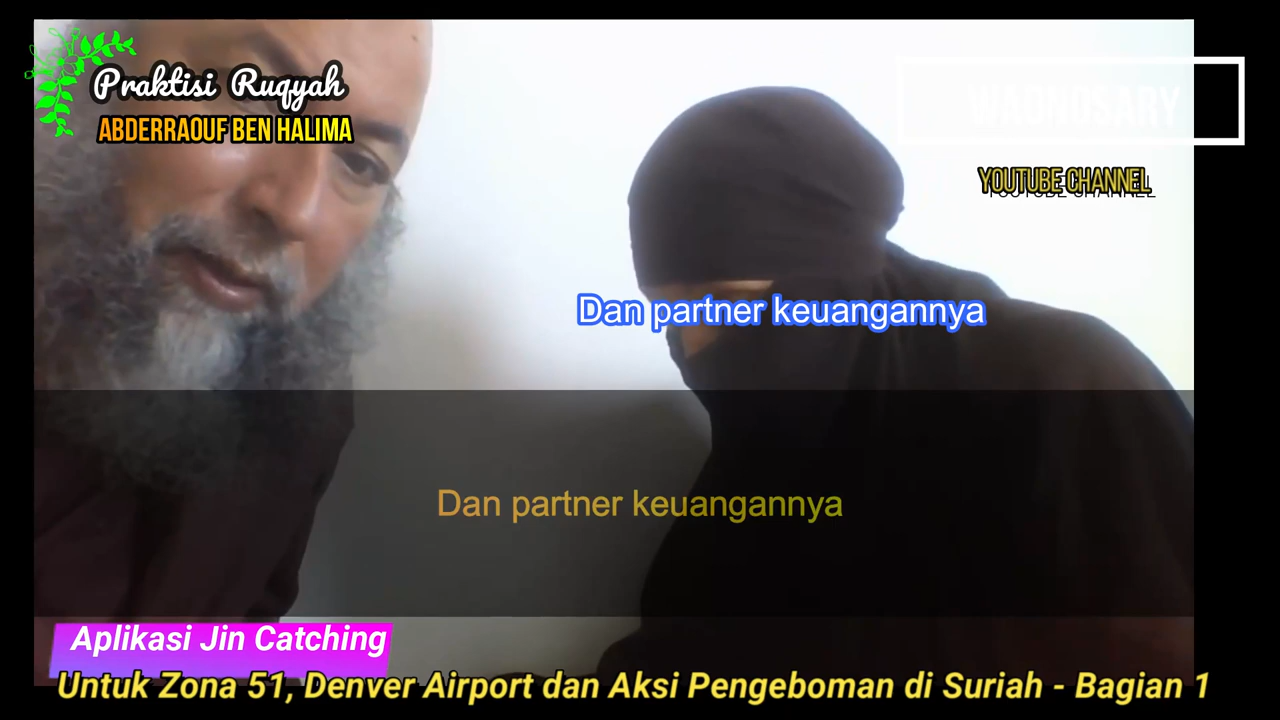 Praktisi Ruqyah
ABDERRAOUF BEN HALIMA
WADNOSARY
YOUTUBE CHANNEL
Dan partner keuangannya
Dan partner keuangannya
Aplikasi Jin Catching
Untuk Zona 51, Denver Airport dan Aksi Pengeboman di Suriah - Bagian 1